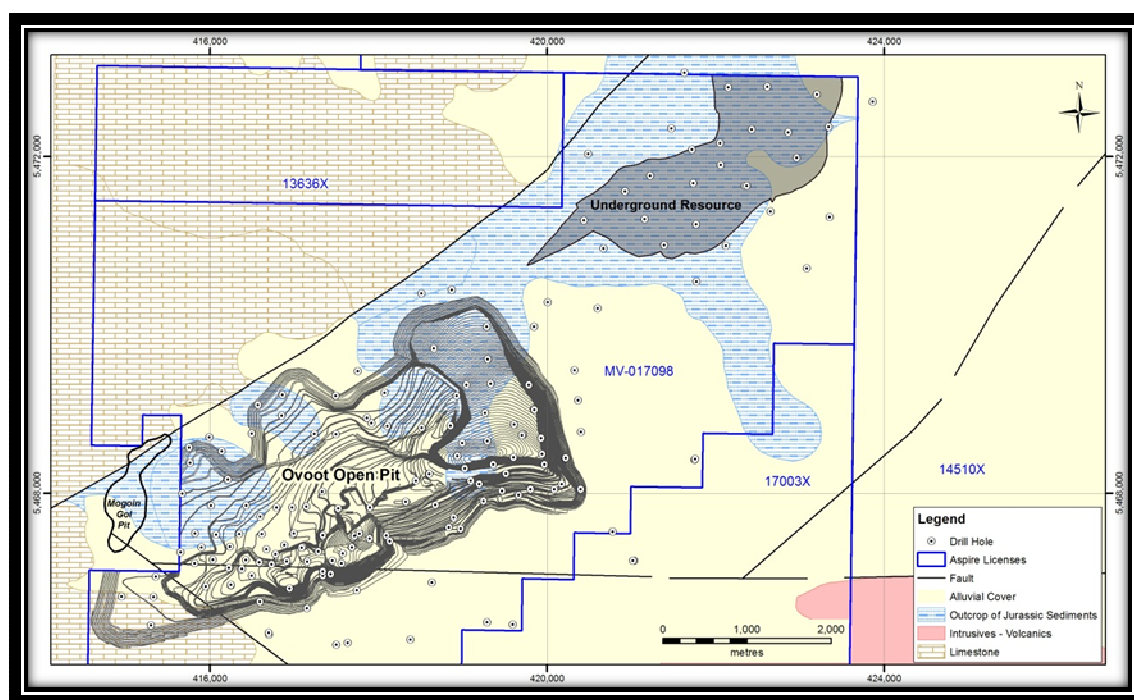 416,000 420,000 424,000
N
5,472,000 5,472,000
13636X
Underground Resource
MV-017098
Ovoot Open Pit
14510X
17003X
5,468,000 5,468,000
Mogoin
Gol
Pit
Legend
Drill Hole
Aspire Licenses
Fault
Alluvial Cover
Outcrop of Jurassic Sediments
Intrusives - Volcanics
Limestone
0 1,000 2,000
metres
416,000 420,000 424,000